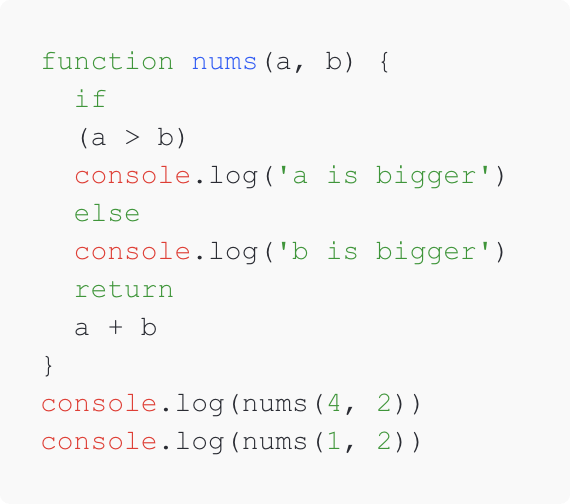 function nums(a, b) {
  if
  (a > b)
  console.log('a is bigger')
  else
  console.log('b is bigger')
  return
  a + b
}
console.log(nums(4, 2))
console.log(nums(1, 2))